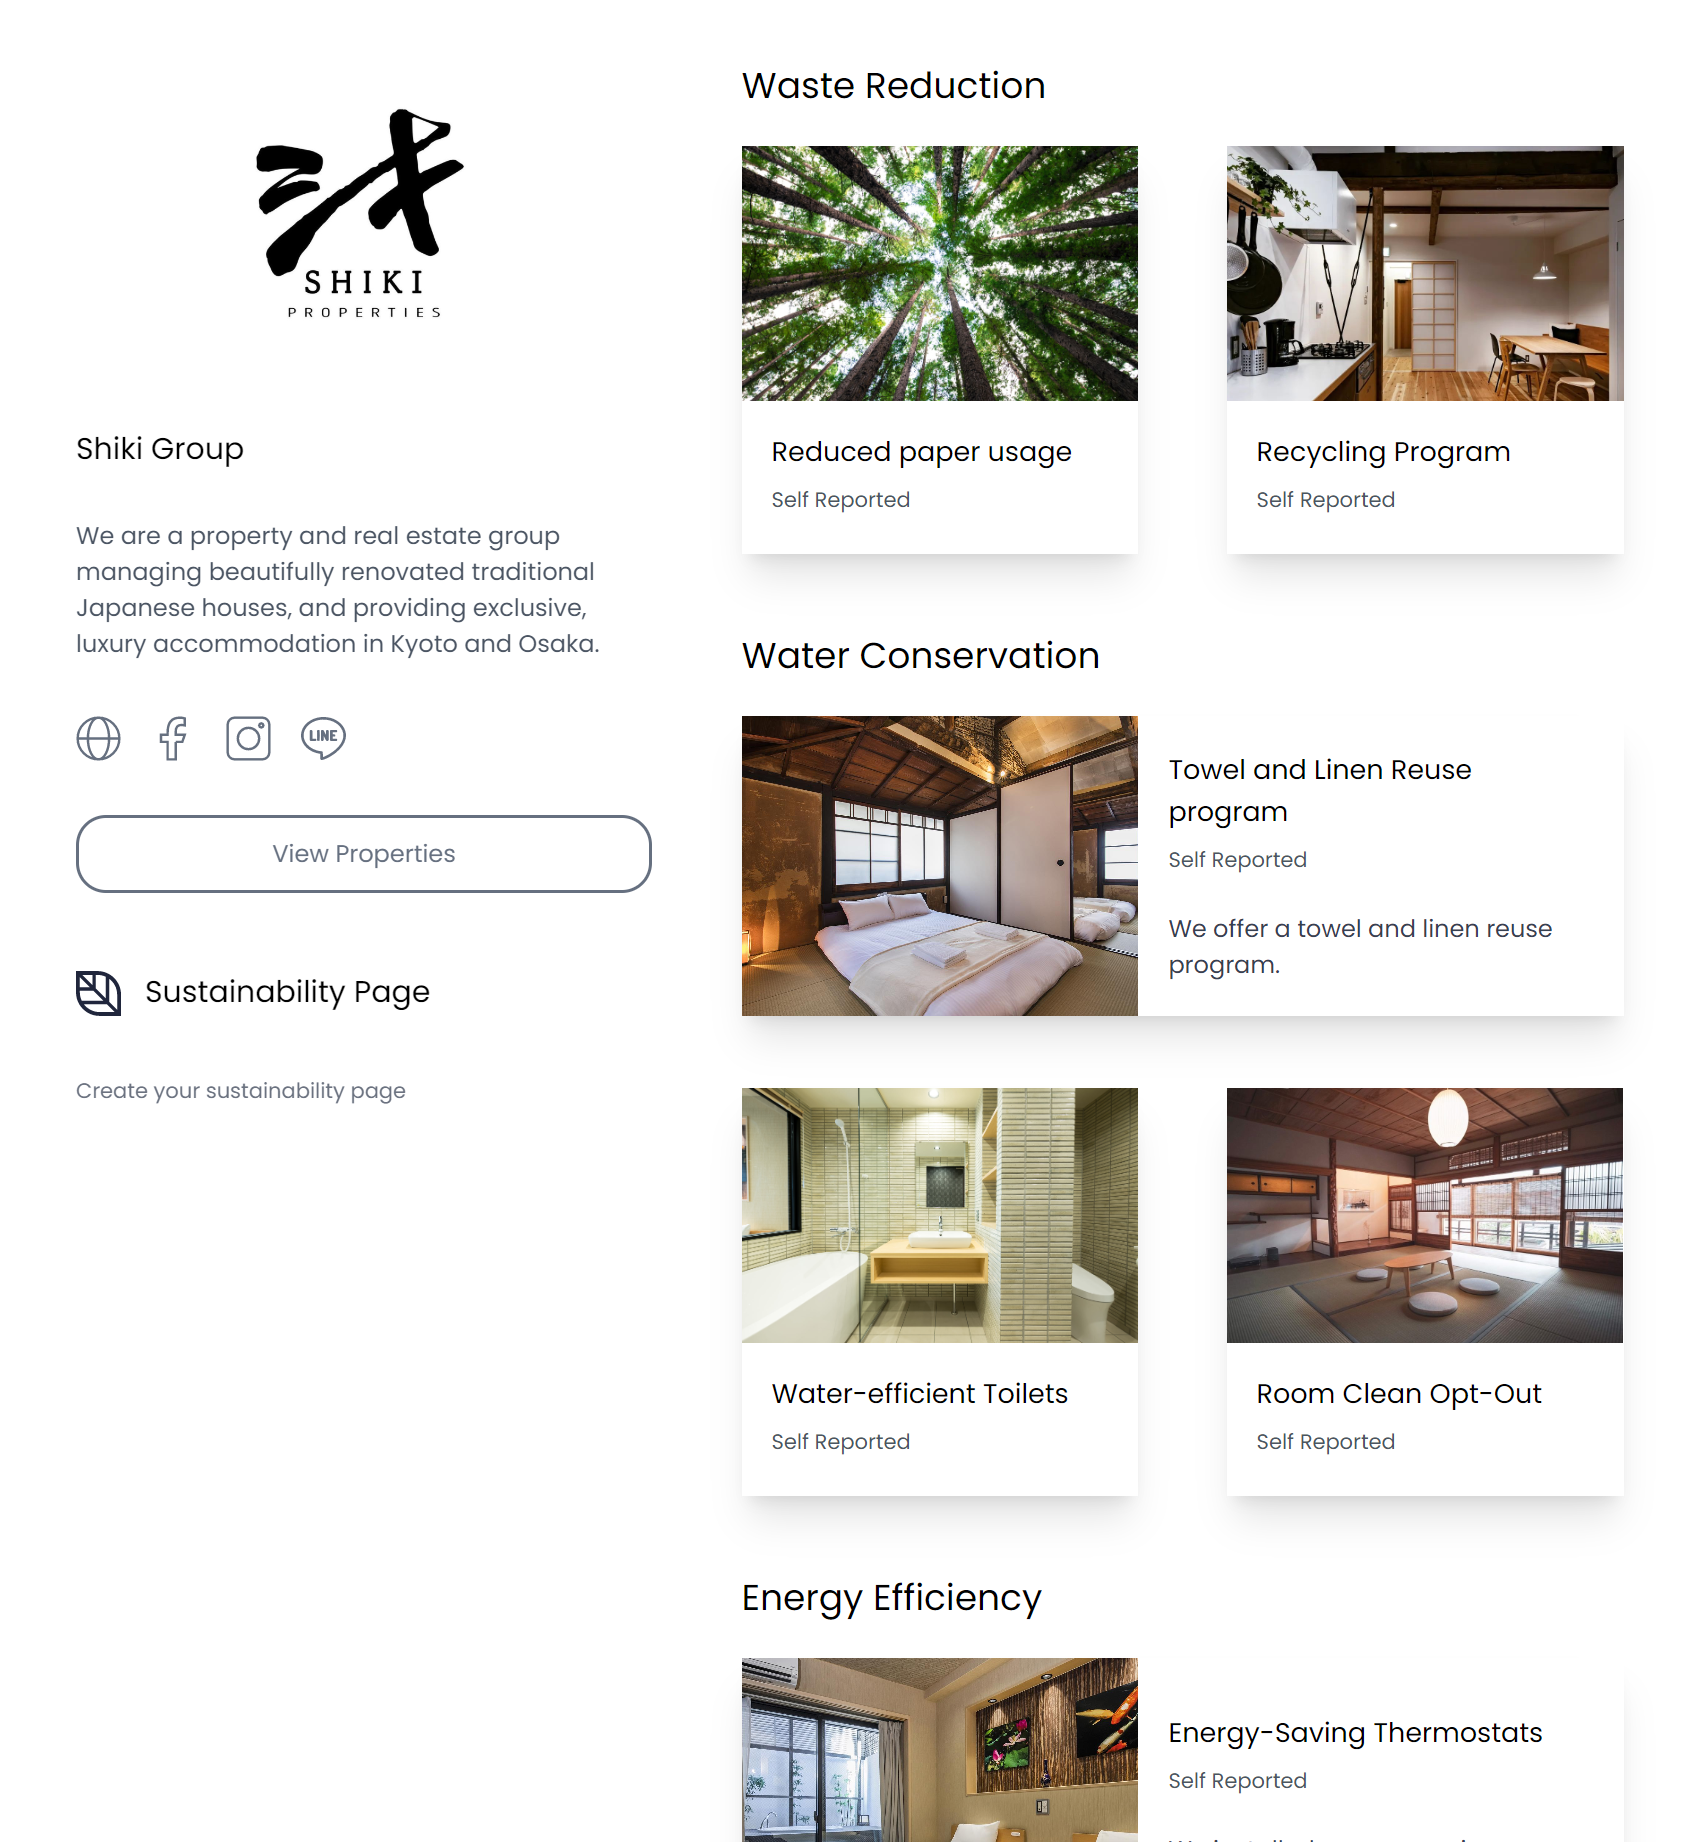 SHIKI
PROPERTIES
Shiki Group
We are a property and real estate group
managing beautifully renovated traditional
Japanese houses, and providing exclusive,
luxury accommodation in Kyoto and Osaka.
LINE
View Properties
Sustainability Page
Create your sustainability page
Waste Reduction
Reduced paper usage
Self Reported
Recycling Program
Self Reported
Water Conservation
Towel and Linen Reuse
program
Self Reported
We offer a towel and linen reuse
program.
Water-efficient Toilets
Self Reported
Room Clean Opt-Out
Self Reported
Energy Efficiency
Energy-Saving Thermostats
Self Reported